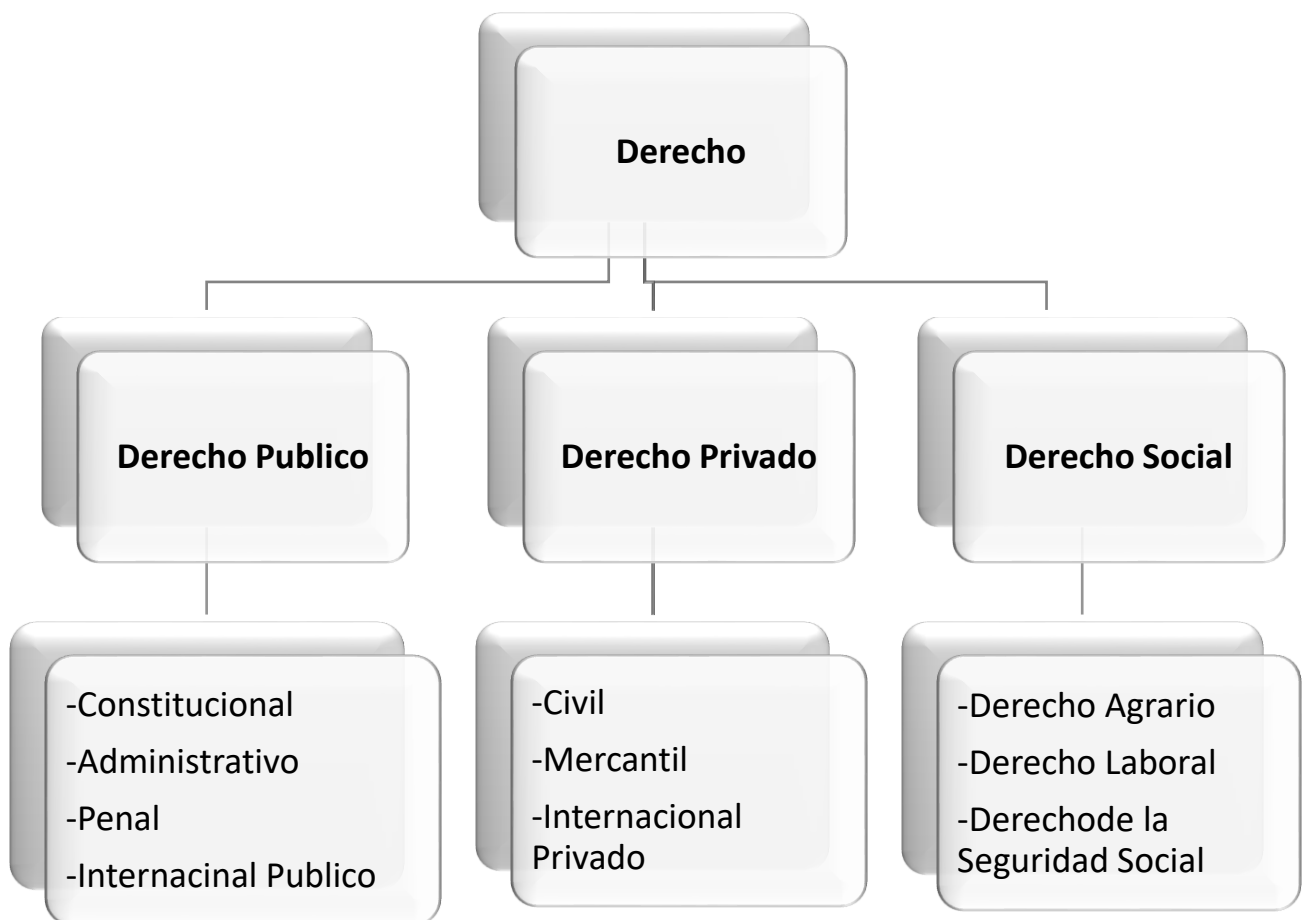 Derecho
Derecho Publico
Derecho Privado
Derecho Social
-Constitucional
-Administrativo
-Penal
-Internacinal Publico
-Civil
-Mercantil
-Internacional
Privado
-Derecho Agrario
-Derecho Laboral
-Derechode la
Seguridad Social